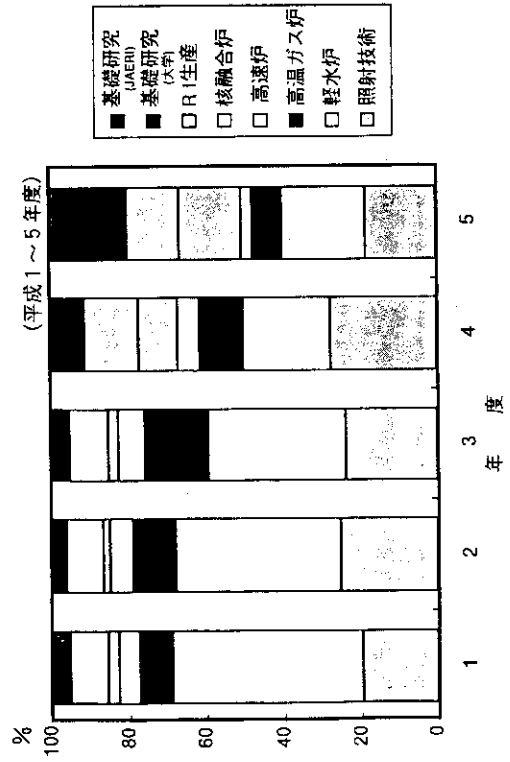 (平成1～5年度)
%
100
80
60
40
20
0
1 2 3 4 5
年 度
基礎研究
(JAERI)
基礎研究
(大学)
RI生産
核融合炉
高速炉
高温ガス炉
軽水炉
照射技術